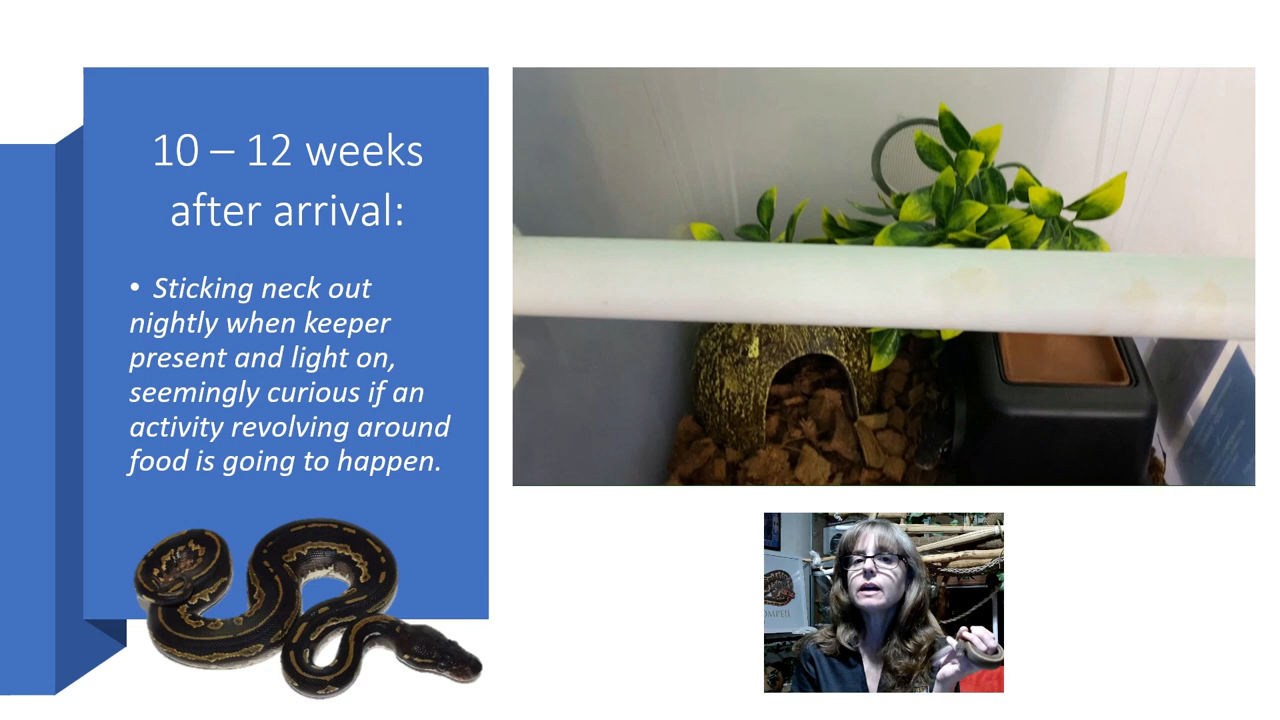 10 – 12 weeks
after arrival:
• Sticking neck out
nightly when keeper
present and light on,
seemingly curious if an
activity revolving around
food is going to happen.